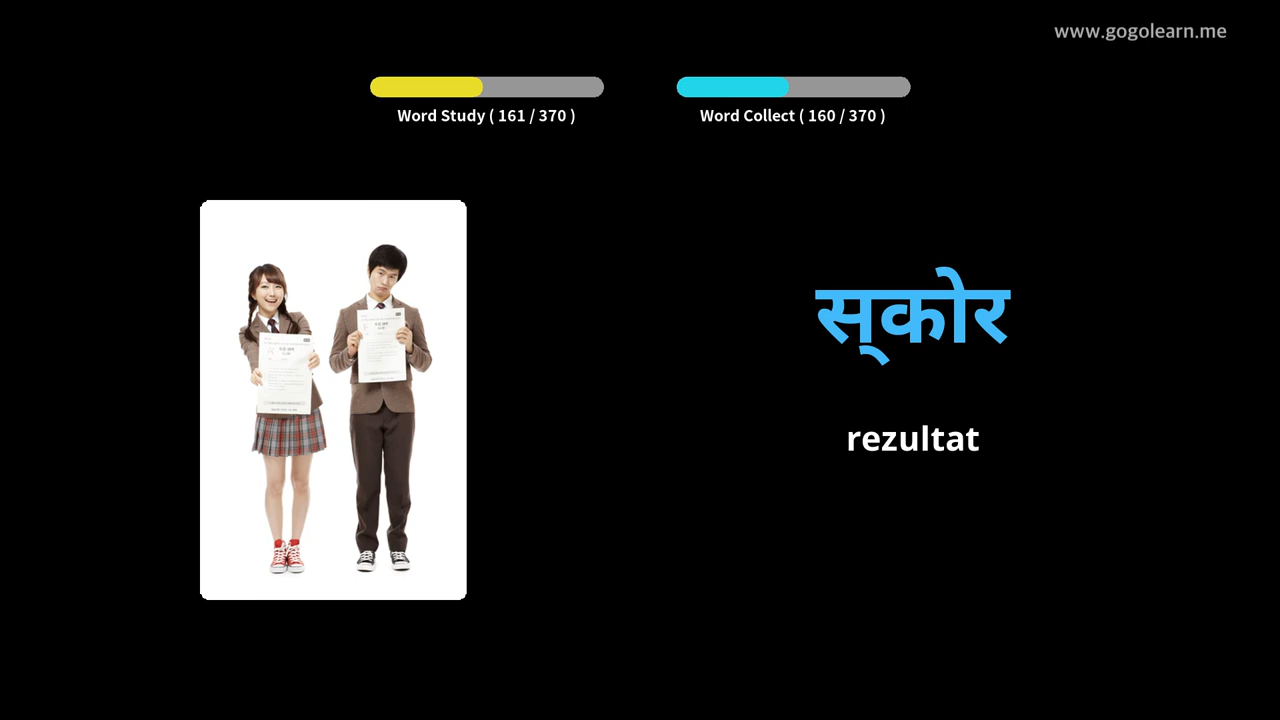 www.gogolearn.me
Word Study ( 161 / 370 )
Word Collect ( 160 / 370 )
स्‌कोर
rezultat